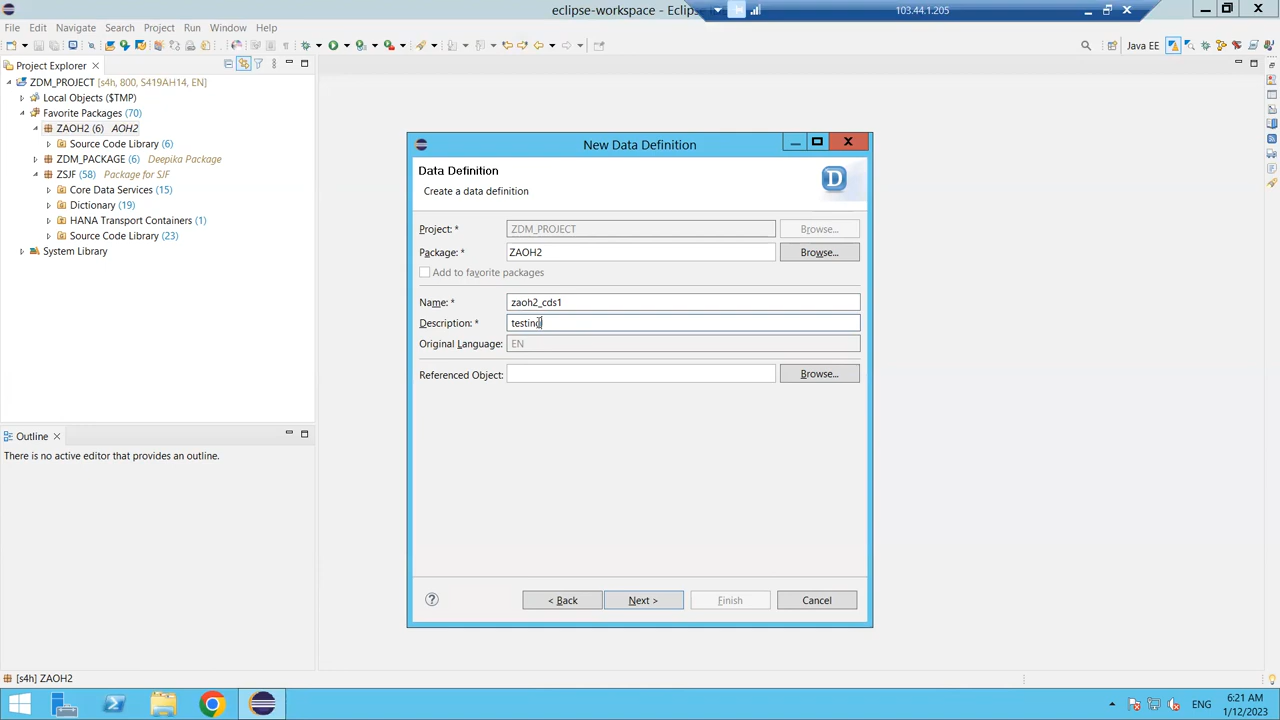 eclipse-workspace - Eclipse
103.44.1.205
File Edit Navigate Search Project Run Window Help
Java EE
Project Explorer
ZDM_PROJECT [s4h, 800, S419AH14, EN]
Local Objects ($TMP)
Favorite Packages (70)
ZAOH2 (6) AOH2
Source Code Library (6)
ZDM_PACKAGE (6) Deepika Package
ZSJF (58) Package for SJF
Core Data Services (15)
Dictionary (19)
HANA Transport Containers (1)
Source Code Library (23)
System Library
Outline
There is no active editor that provides an outline.
New Data Definition
Data Definition
Create a data definition
D
Project: * ZDM_PROJECT Browse...
Package: * ZAOH2 Browse...
Add to favorite packages
Name: * zaoh2_cds1
Description: * testing
Original Language: EN
Referenced Object: Browse...
? < Back Next > Finish Cancel
[s4h] ZAOH2
ENG
6:21 AM
1/12/2023